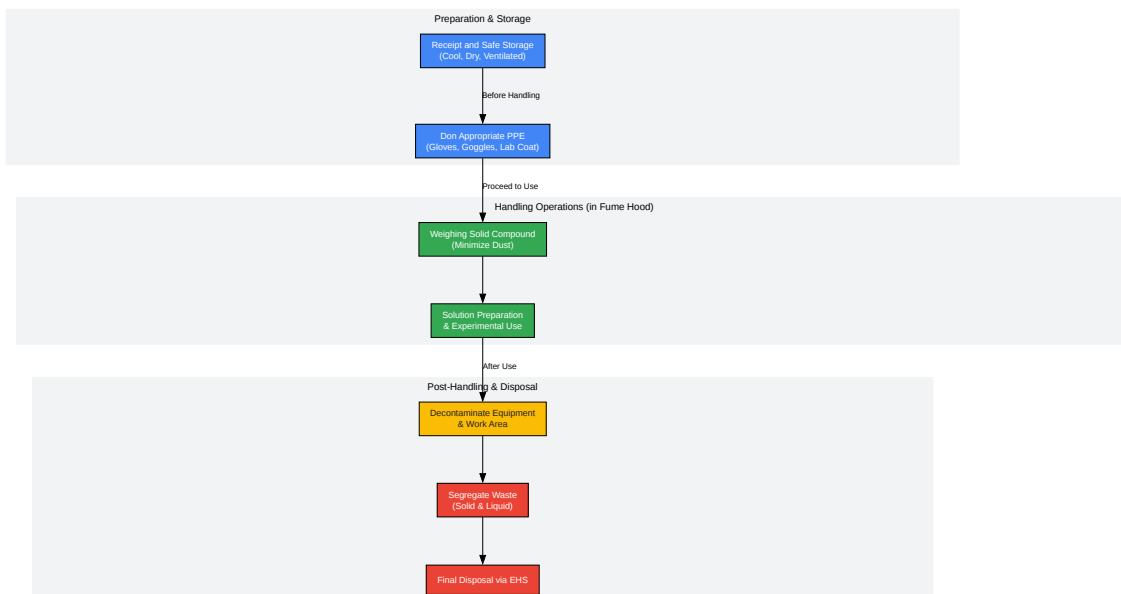 Preparation & Storage
Receipt and Safe Storage
(Cool, Dry, Ventilated)
Before Handling
Don Appropriate PPE
(Gloves, Goggles, Lab Coat)
Proceed to Use
Handling Operations (in Fume Hood)
Weighing Solid Compound
(Minimize Dust)
Solution Preparation
& Experimental Use
After Use
Post-Handling & Disposal
Decontaminate Equipment
& Work Area
Segregate Waste
(Solid & Liquid)
Final Disposal via EHS